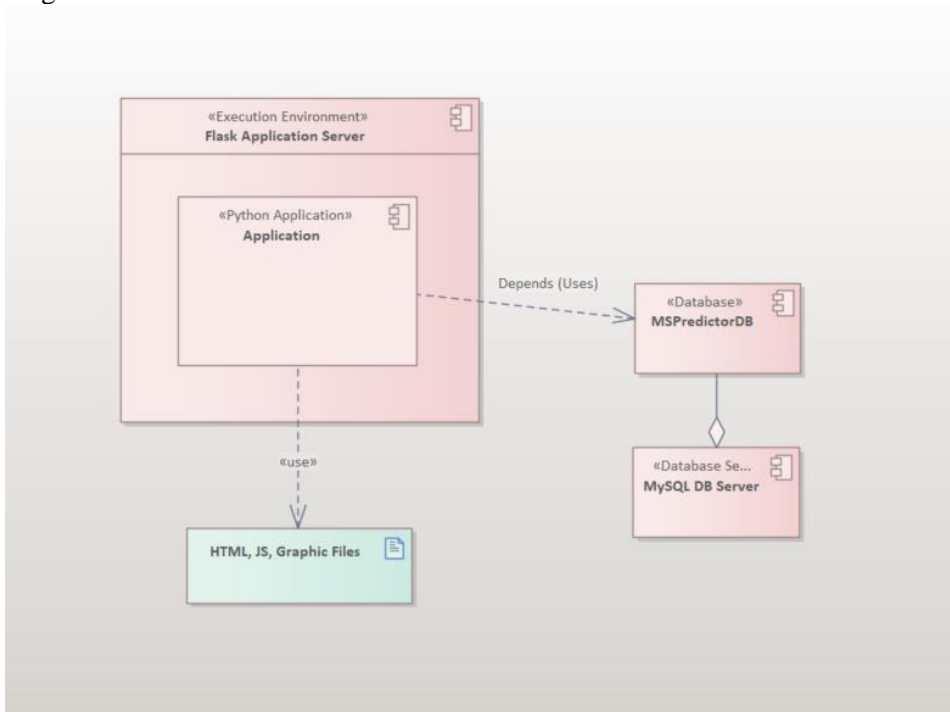 «Execution Environment»
Flask Application Server
«Python Application»
Application
Depends (Uses)
«Database»
MSPredictorDB
«use»
«Database Se...
MySQL DB Server
HTML, JS, Graphic Files